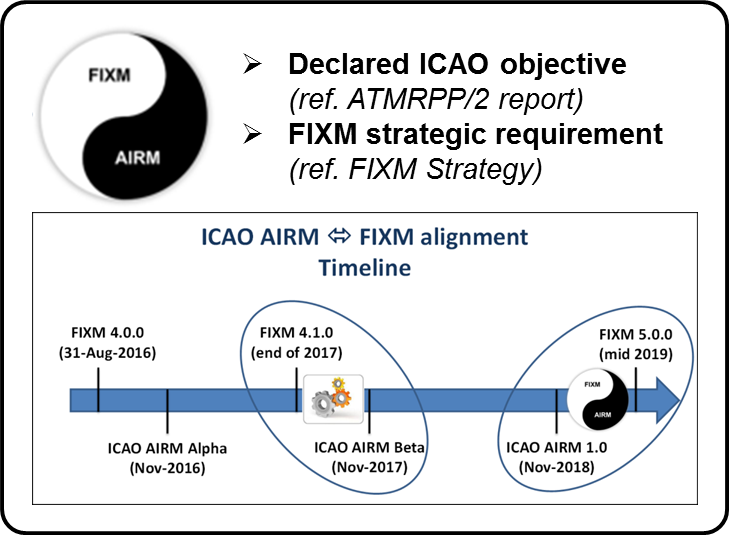 FIXM
AIRM
➢ Declared ICAO objective
(ref. ATMRPP/2 report)
➢ FIXM strategic requirement
(ref. FIXM Strategy)
ICAO AIRM ⇔ FIXM alignment
Timeline
FIXM 4.0.0
(31-Aug-2016)
FIXM 4.1.0
(end of 2017)
FIXM 5.0.0
(mid 2019)
FIXM
AIRM
ICAO AIRM Alpha
(Nov-2016)
ICAO AIRM Beta
(Nov-2017)
ICAO AIRM 1.0
(Nov-2018)